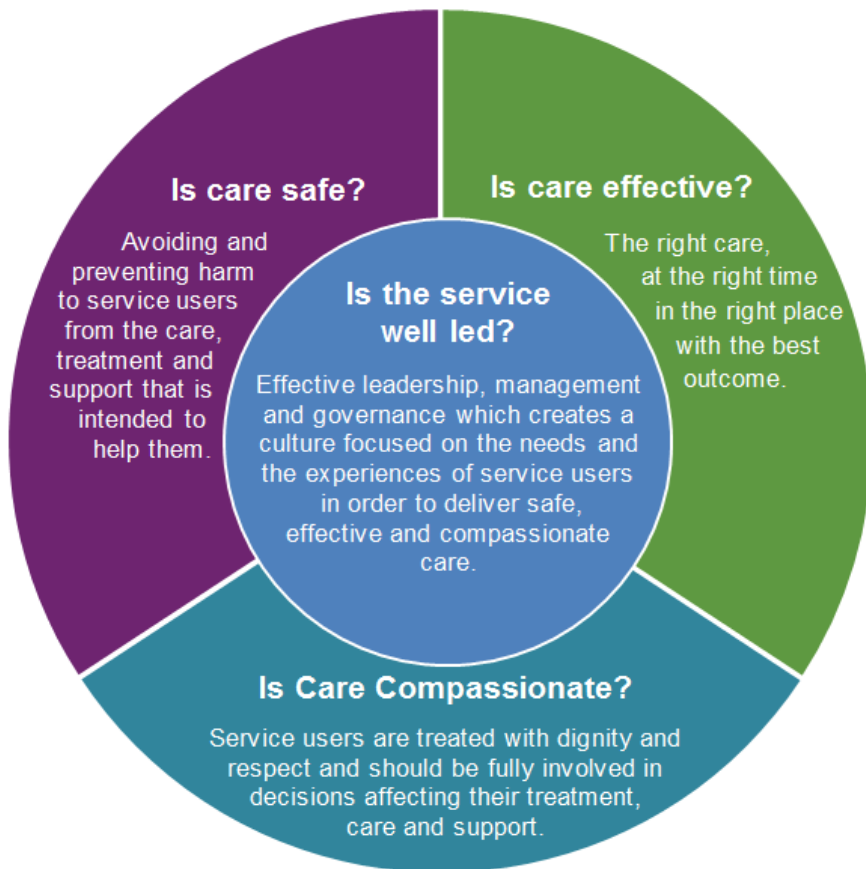 Is care safe?
Avoiding and
preventing harm
to service users
from the care,
treatment and
support that is
intended to
help them.
Is care effective?
The right care,
at the right time
in the right place
with the best
outcome.
Is the service
well led?
Effective leadership, management
and governance which creates a
culture focused on the needs and
the experiences of service users
in order to deliver safe,
effective and compassionate
care.
Is Care Compassionate?
Service users are treated with dignity and
respect and should be fully involved in
decisions affecting their treatment,
care and support.